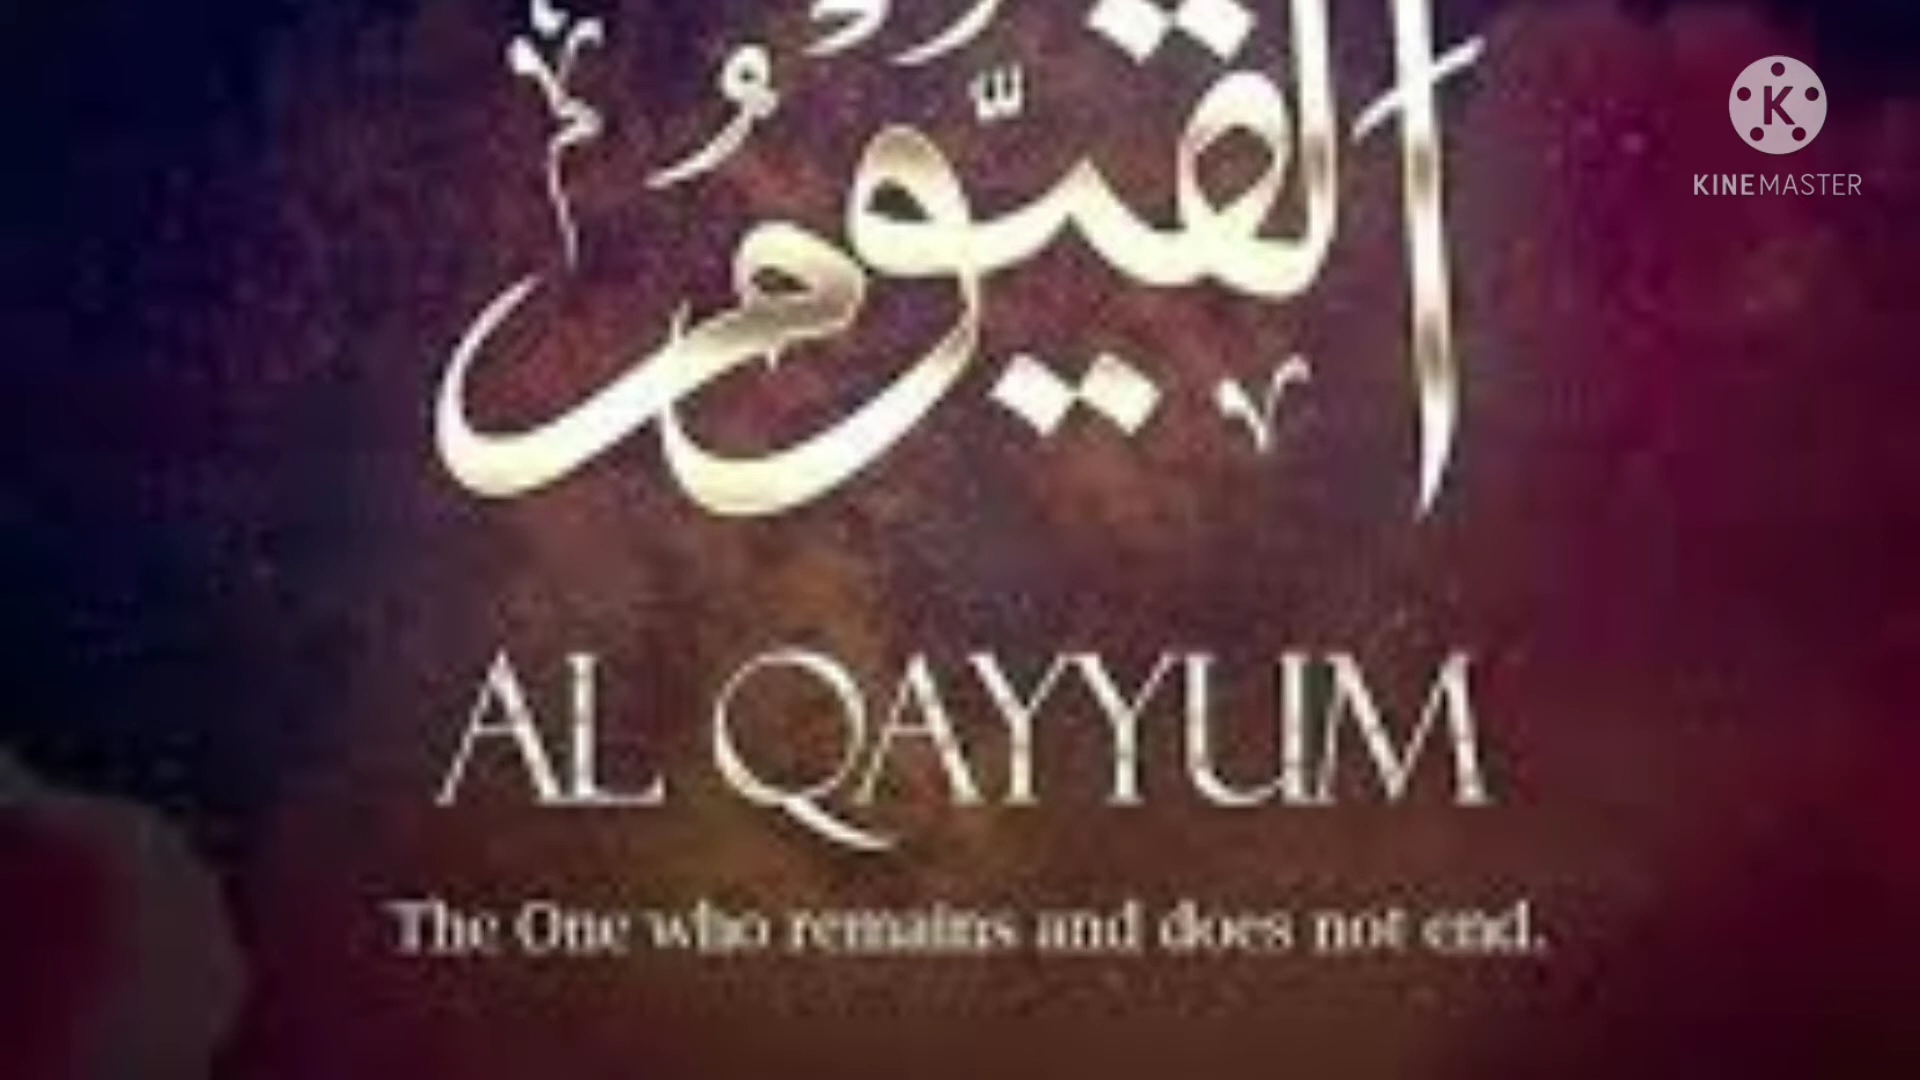 القيومُ
KINEMASTER
AL QAYYUM
The One who remains and does not end.